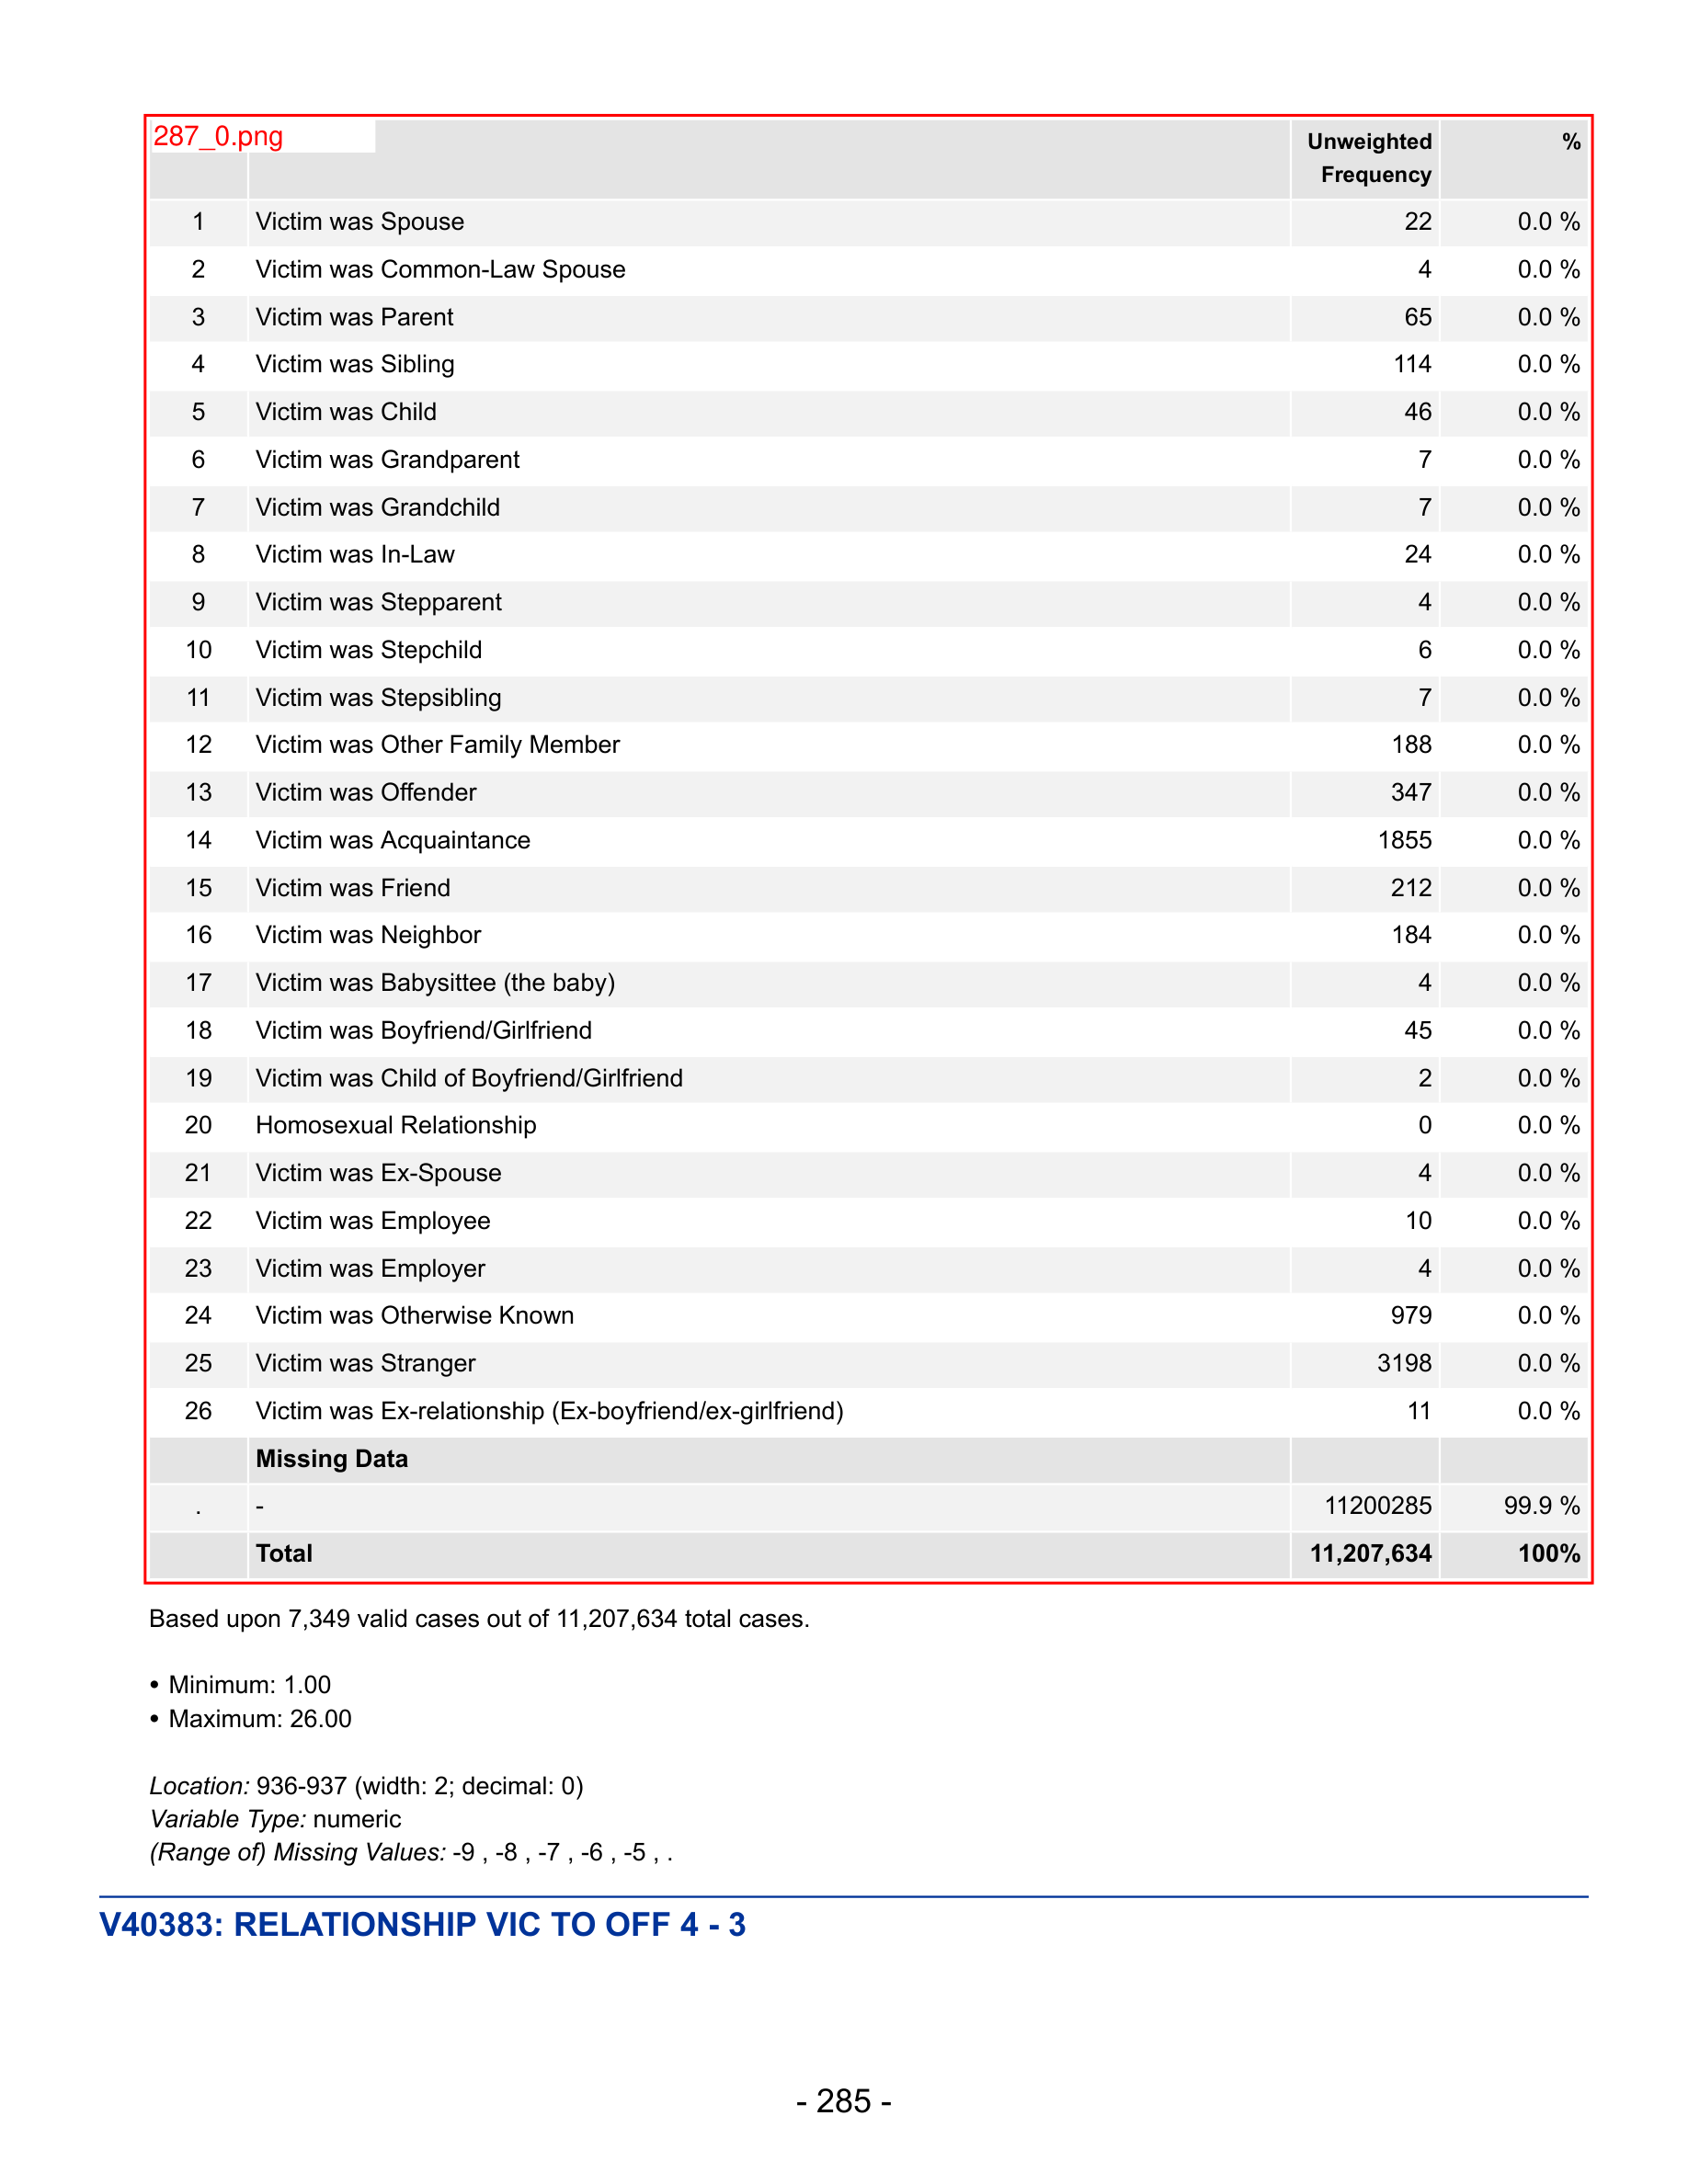 287_0.png
Unweighted Frequency %
1 Victim was Spouse 22 0.0 %
2 Victim was Common-Law Spouse 4 0.0 %
3 Victim was Parent 65 0.0 %
4 Victim was Sibling 114 0.0 %
5 Victim was Child 46 0.0 %
6 Victim was Grandparent 7 0.0 %
7 Victim was Grandchild 7 0.0 %
8 Victim was In-Law 24 0.0 %
9 Victim was Stepparent 4 0.0 %
10 Victim was Stepchild 6 0.0 %
11 Victim was Stepsibling 7 0.0 %
12 Victim was Other Family Member 188 0.0 %
13 Victim was Offender 347 0.0 %
14 Victim was Acquaintance 1855 0.0 %
15 Victim was Friend 212 0.0 %
16 Victim was Neighbor 184 0.0 %
17 Victim was Babysittee (the baby) 4 0.0 %
18 Victim was Boyfriend/Girlfriend 45 0.0 %
19 Victim was Child of Boyfriend/Girlfriend 2 0.0 %
20 Homosexual Relationship 0 0.0 %
21 Victim was Ex-Spouse 4 0.0 %
22 Victim was Employee 10 0.0 %
23 Victim was Employer 4 0.0 %
24 Victim was Otherwise Known 979 0.0 %
25 Victim was Stranger 3198 0.0 %
26 Victim was Ex-relationship (Ex-boyfriend/ex-girlfriend) 11 0.0 %
Missing Data
. - 11200285 99.9 %
Total 11,207,634 100%
Based upon 7,349 valid cases out of 11,207,634 total cases.
• Minimum: 1.00
• Maximum: 26.00
Location: 936-937 (width: 2; decimal: 0)
Variable Type: numeric
(Range of) Missing Values: -9 , -8 , -7 , -6 , -5 , .
V40383: RELATIONSHIP VIC TO OFF 4 - 3
- 285 -